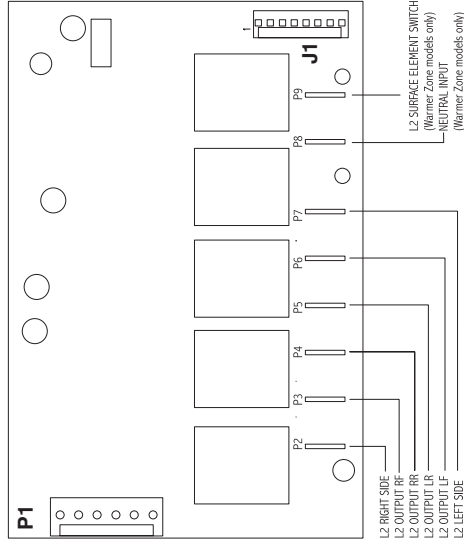 P1
1
J1
P2
P3
P4
P5
P6
P7
P8
P9
L2 RIGHT SIDE
L2 OUTPUT RF
L2 OUTPUT RR
L2 OUTPUT LR
L2 OUTPUT LF
L2 LEFT SIDE
L2 SURFACE ELEMENT SWITCH
(Warmer Zone models only)
NEUTRAL INPUT
(Warmer Zone models only)